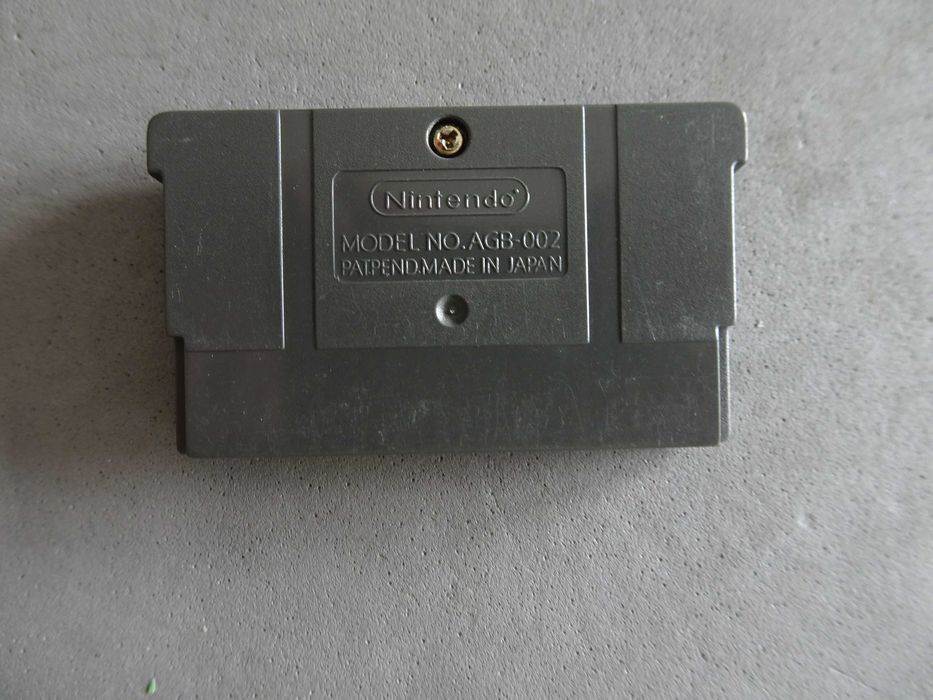 Nintendo
MODEL NO.AGB-002
PAT.PEND.MADE IN JAPAN